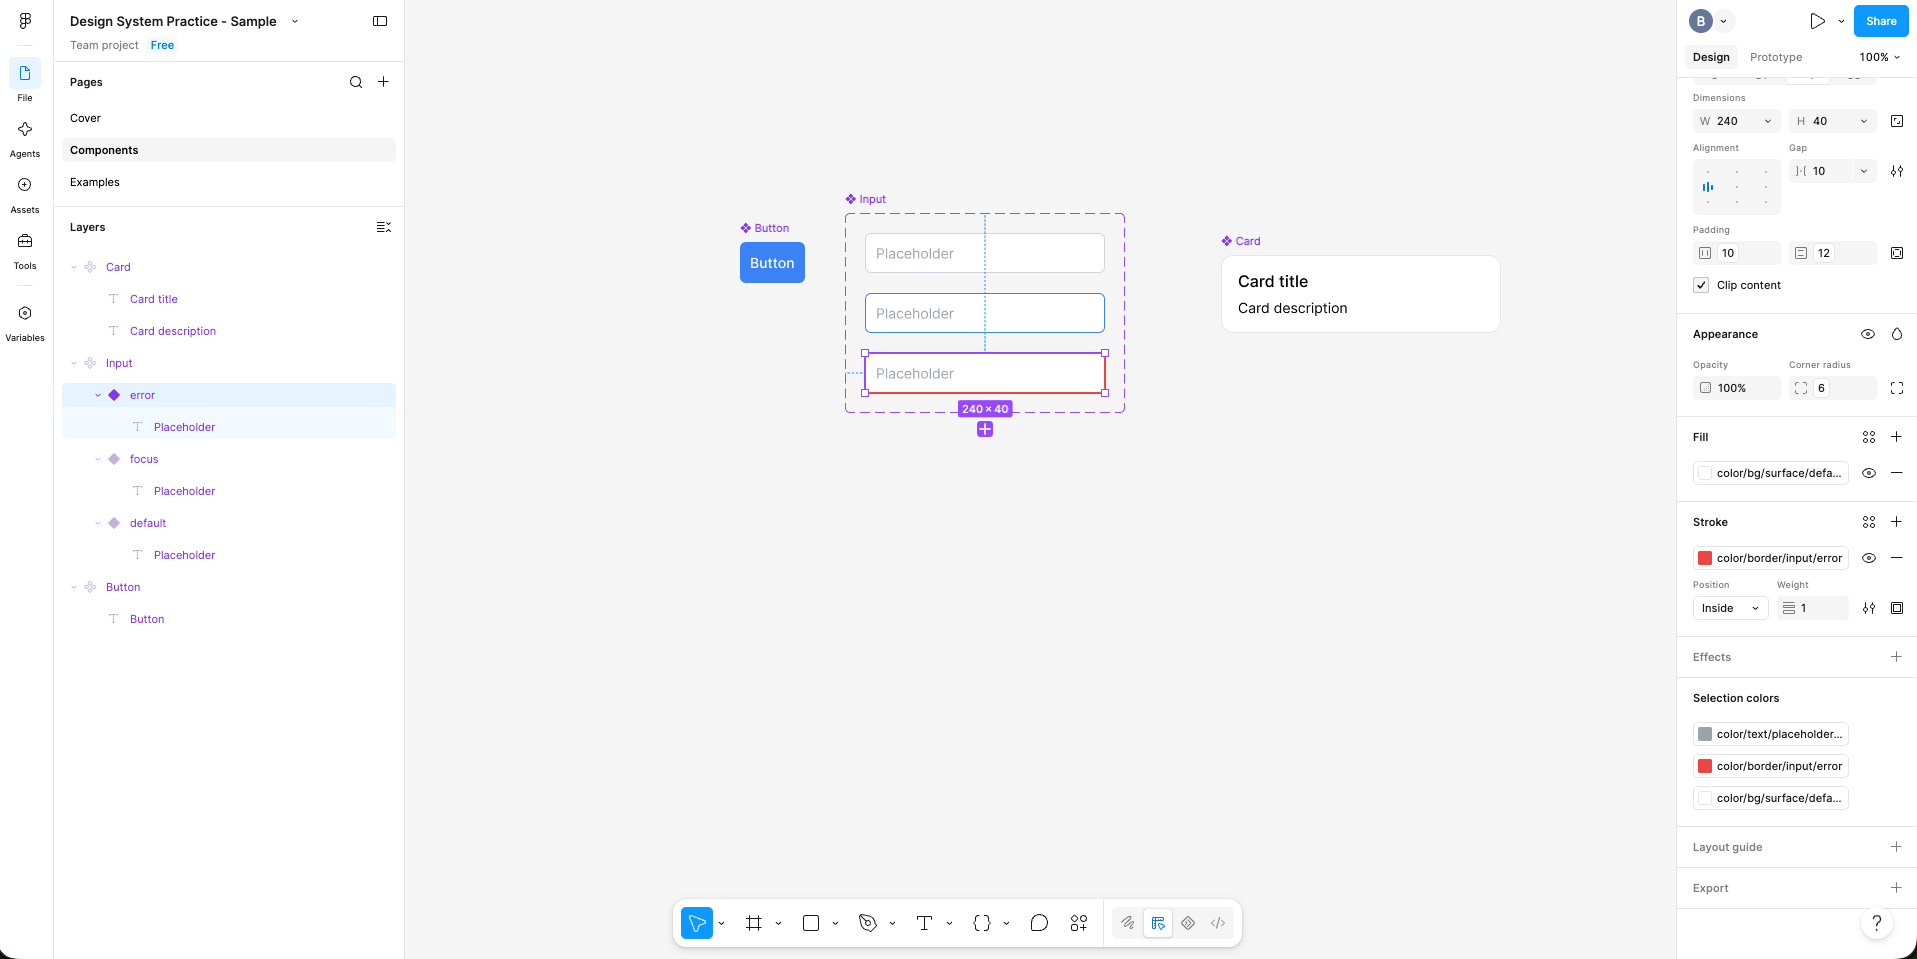 Design System Practice - Sample
Team project Free
File
Agents
Assets
Tools
Variables
Pages
Cover
Components
Examples
Layers
Card
Card title
Card description
Input
error
Placeholder
focus
Placeholder
default
Placeholder
Button
Button
Button
Button
Input
Placeholder
Placeholder
Placeholder
240 × 40
Card
Card title
Card description
B
Share
Design Prototype 100%
Dimensions
W 240 H 40
Alignment Gap
10
Padding
10 12
Clip content
Appearance
Opacity Corner radius
100% 6
Fill
color/bg/surface/defa...
Stroke
color/border/input/error
Position Weight
Inside 1
Effects
Selection colors
color/text/placeholder...
color/border/input/error
color/bg/surface/defa...
Layout guide
Export
?